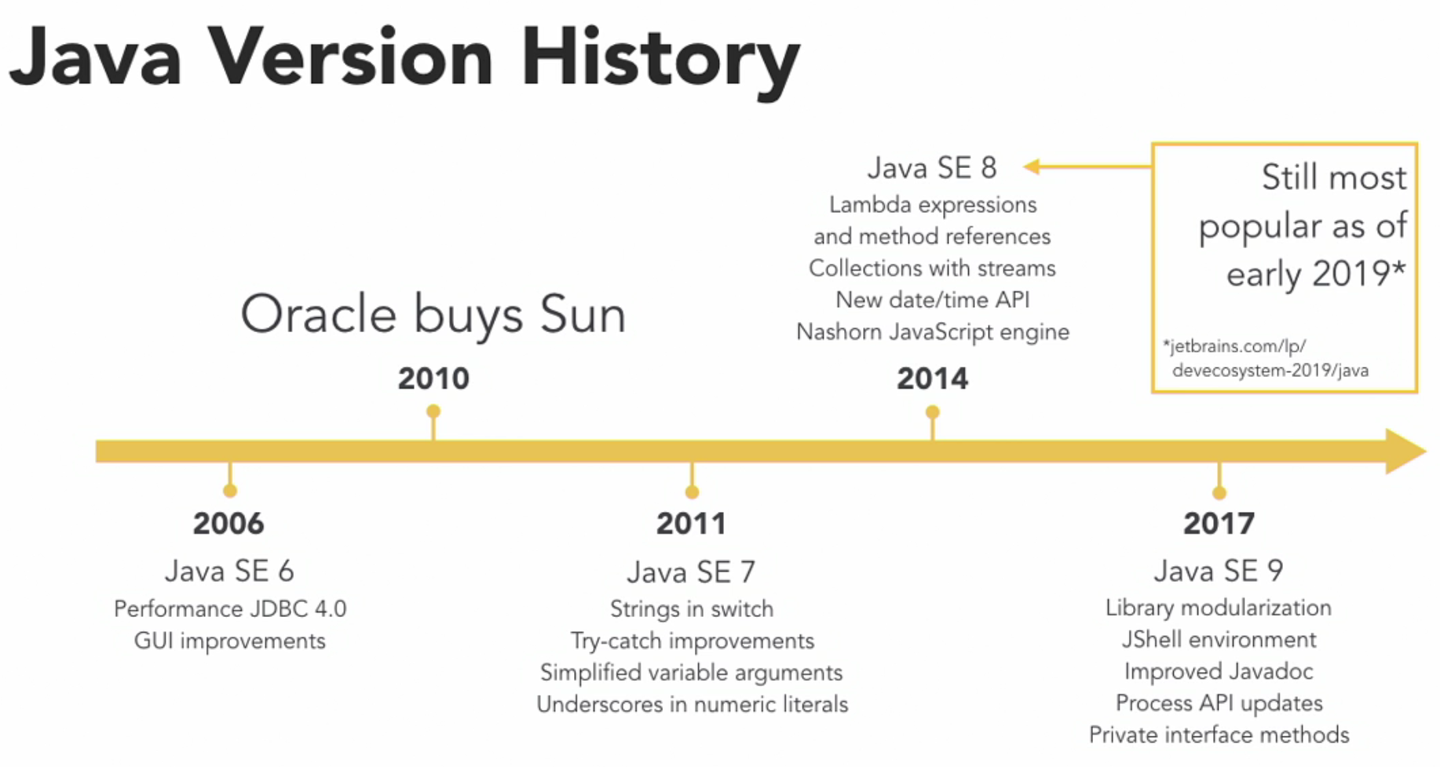 Java Version History
Java SE 8
Lambda expressions
and method references
Collections with streams
New date/time API
Nashorn JavaScript engine
2014
Still most
popular as of
early 2019*
*jetbrains.com/lp/
devecosystem-2019/java
Oracle buys Sun
2010
2006
Java SE 6
Performance JDBC 4.0
GUI improvements
2011
Java SE 7
Strings in switch
Try-catch improvements
Simplified variable arguments
Underscores in numeric literals
2017
Java SE 9
Library modularization
JShell environment
Improved Javadoc
Process API updates
Private interface methods